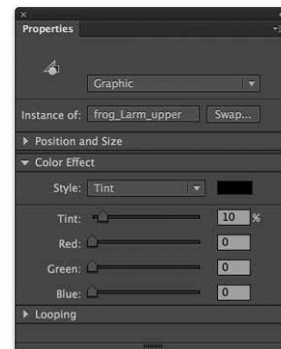 Properties
Graphic
Instance of: frog_Larm_upper Swap...
Position and Size
Color Effect
Style: Tint
Tint: 10 %
Red: 0
Green: 0
Blue: 0
Looping